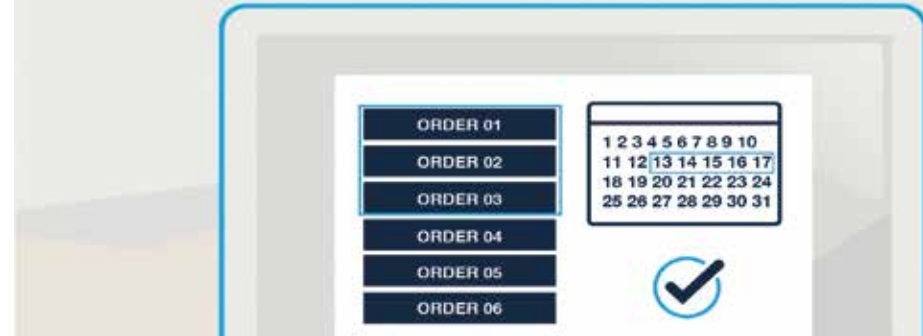 ORDER 01
ORDER 02
ORDER 03
ORDER 04
ORDER 05
ORDER 06
1 2 3 4 5 6 7 8 9 10
11 12 13 14 15 16 17
18 19 20 21 22 23 24
25 26 27 28 29 30 31